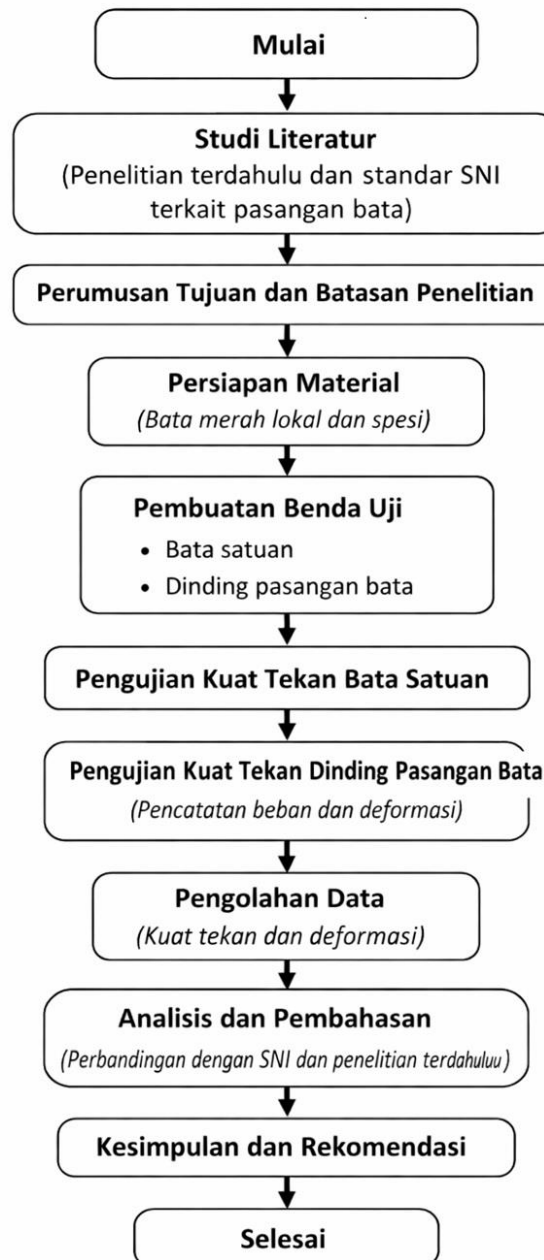 Mulai
Studi Literatur
(Penelitian terdahulu dan standar SNI
terkait pasangan bata)
Perumusan Tujuan dan Batasan Penelitian
Persiapan Material
(Bata merah lokal dan spesi)
Pembuatan Benda Uji
• Bata satuan
• Dinding pasangan bata
Pengujian Kuat Tekan Bata Satuan
Pengujian Kuat Tekan Dinding Pasangan Bata
(Pencatatan beban dan deformasi)
Pengolahan Data
(Kuat tekan dan deformasi)
Analisis dan Pembahasan
(Perbandingan dengan SNI dan penelitian terdahuluu)
Kesimpulan dan Rekomendasi
Selesai